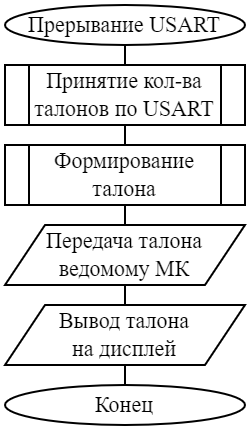 Прерывание USART
Принятие кол-ва
талонов по USART
Формирование
талона
Передача талона
ведомому МК
Вывод талона
на дисплей
Конец